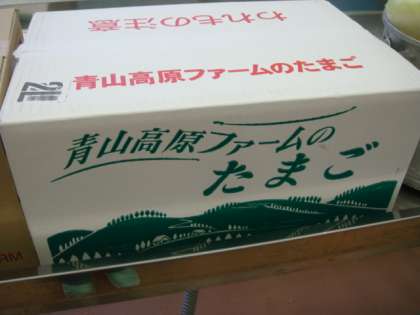 われもの注意
青山高原ファームのたまご
2L
青山高原ファームの
たまご